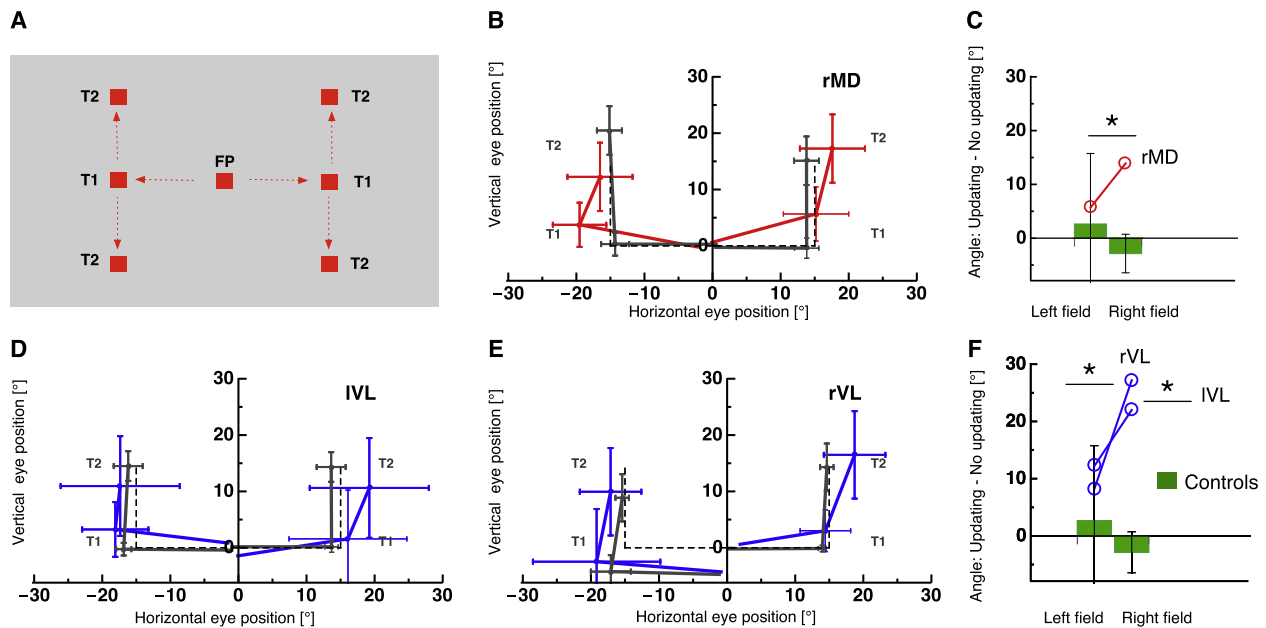 A
T2
T2
FP
T1
T1
T2
T2
B
Vertical eye position [°]
30
20
10
0
rMD
T2
T2
T1
T1
−30
−20
−10
0
10
20
30
Horizontal eye position [°]
C
Angle: Updating - No updating [°]
30
20
10
0
*
rMD
Left field
Right field
D
Vertical eye position [°]
30
20
10
0
lVL
T2
T2
T1
T1
−30
−20
−10
0
10
20
30
Horizontal eye position [°]
E
Vertical eye position [°]
30
20
10
0
rVL
T2
T2
T1
T1
−30
−20
−10
0
10
20
30
Horizontal eye position [°]
F
Angle: Updating - No updating [°]
30
20
10
0
rVL
*
*
lVL
Controls
Left field
Right field